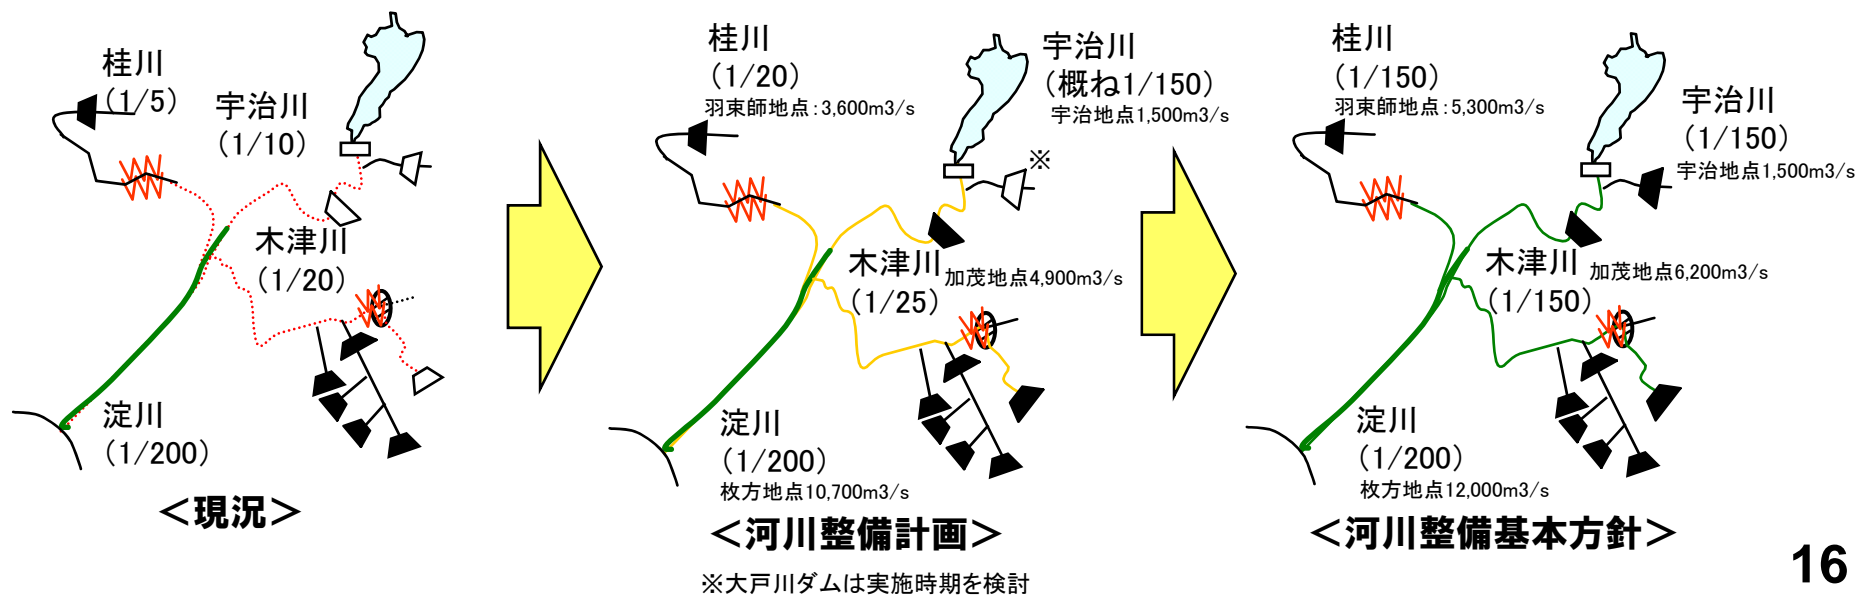 桂川
(1/5)
宇治川
(1/10)
木津川
(1/20)
淀川
(1/200)
＜現況＞
桂川
(1/20)
羽束師地点：3,600m3/s
宇治川
(概ね1/150)
宇治地点1,500m3/s
※
木津川
(1/25)
加茂地点4,900m3/s
淀川
(1/200)
枚方地点10,700m3/s
＜河川整備計画＞
※大戸川ダムは実施時期を検討
桂川
(1/150)
羽束師地点：5,300m3/s
宇治川
(1/150)
宇治地点1,500m3/s
木津川
(1/150)
加茂地点6,200m3/s
淀川
(1/200)
枚方地点12,000m3/s
＜河川整備基本方針＞
16